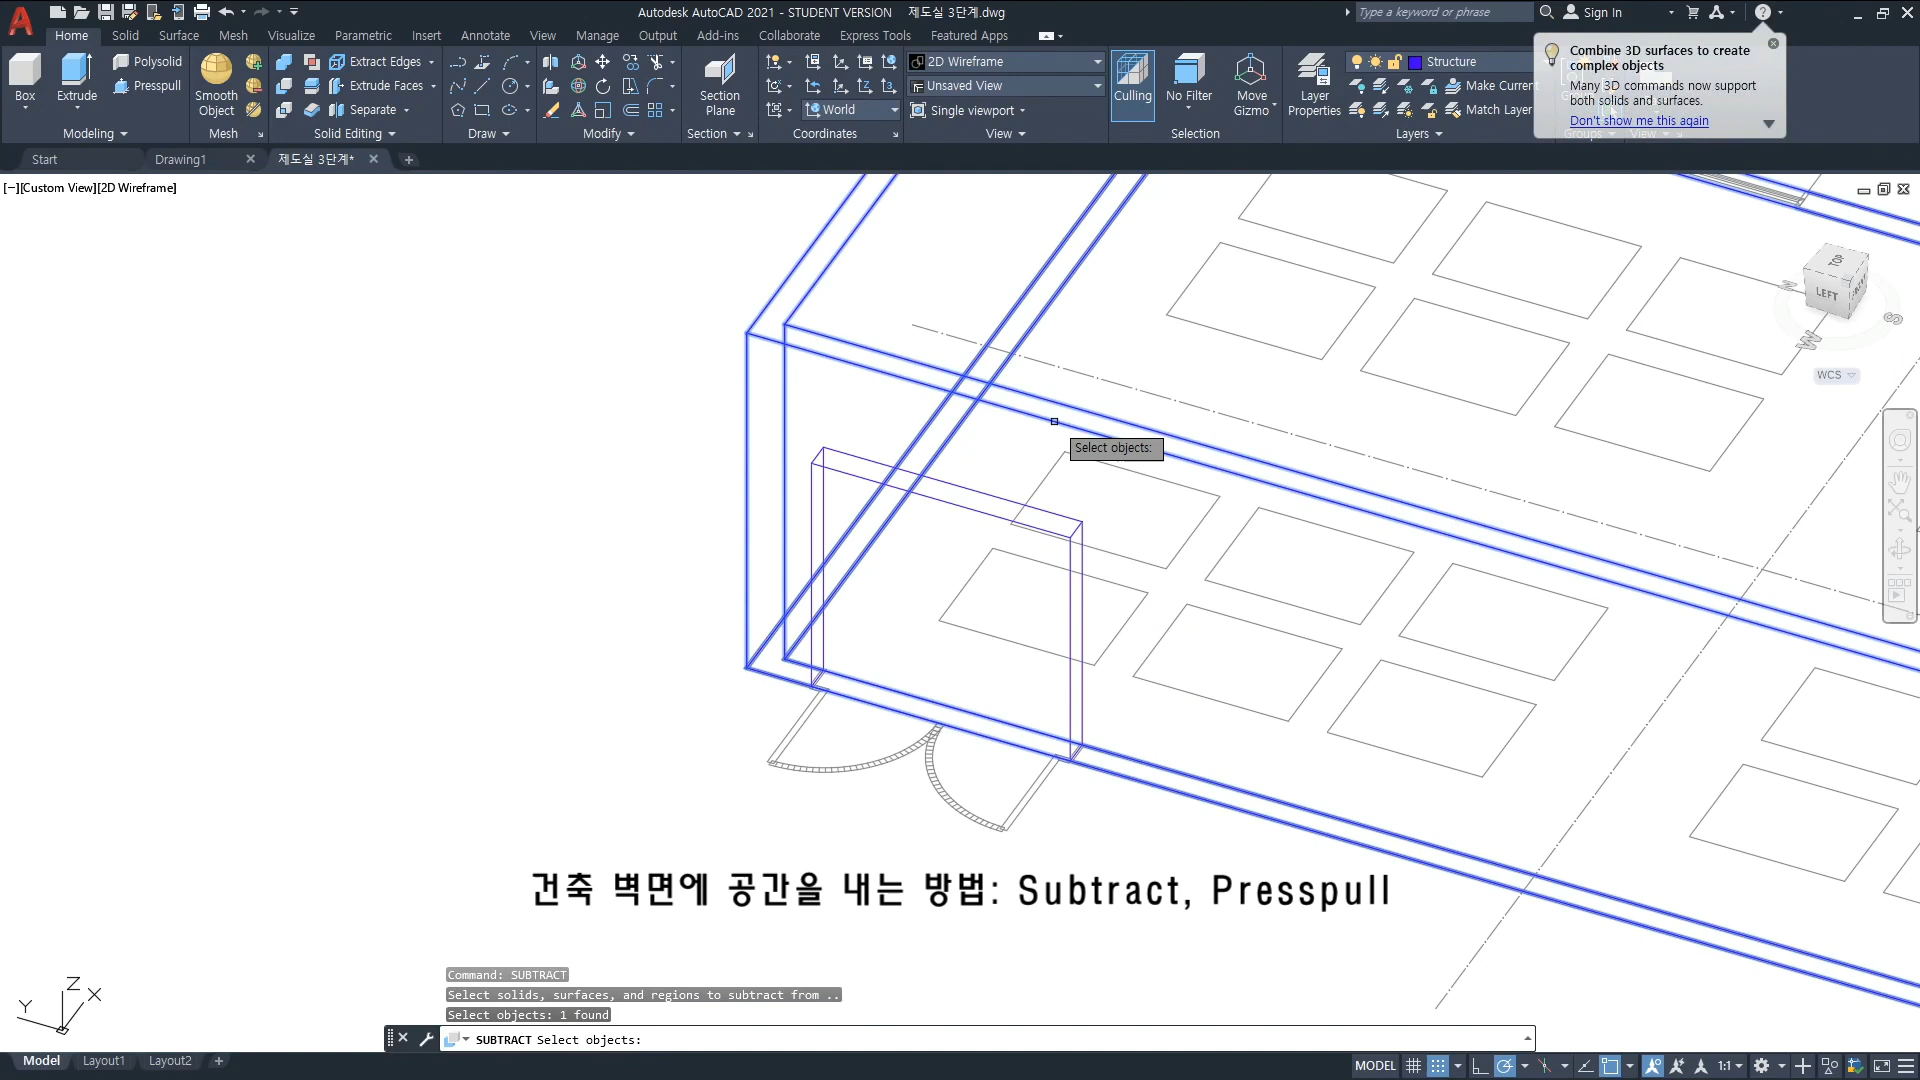 Autodesk AutoCAD 2021 - STUDENT VERSION 제도실 3단계.dwg
Type a keyword or phrase
Sign In
Home Solid Surface Mesh Visualize Parametric Insert Annotate View Manage Output Add-ins Collaborate Express Tools Featured Apps
Box
Extrude
Polysolid
Presspull
Modeling
Smooth
Object
Mesh
Extract Edges
Extrude Faces
Separate
Solid Editing
Draw
Modify
Section
Plane
Section
World
Coordinates
2D Wireframe
Unsaved View
Single viewport
View
Culling
No Filter
Move
Gizmo
Selection
Layer
Properties
Structure
Make Current
Match Layer
Layers
Combine 3D surfaces to create
complex objects
Many 3D commands now support
both solids and surfaces.
Don't show me this again
Groups
View
Start Drawing1 제도실 3단계*
[−][Custom View][2D Wireframe]
TOP
LEFT
N
S
W
WCS
Select objects:
건축 벽면에 공간을 내는 방법: Subtract, Presspull
Z
X
Y
Command: SUBTRACT
Select solids, surfaces, and regions to subtract from ..
Select objects: 1 found
SUBTRACT Select objects:
Model Layout1 Layout2
MODEL
1:1